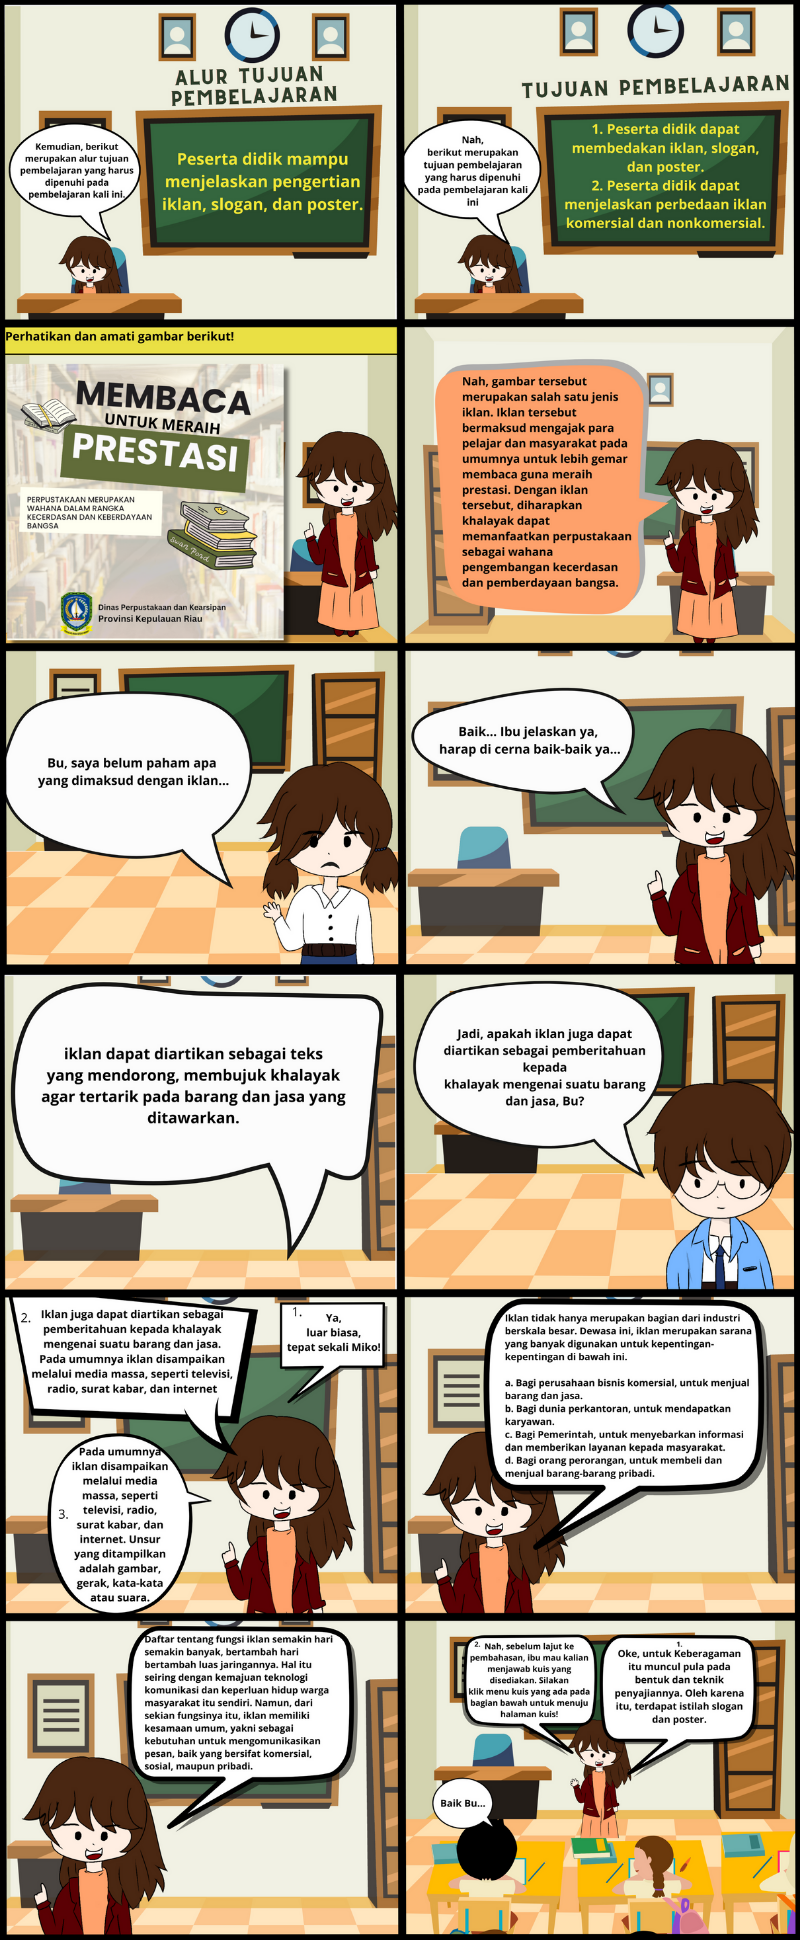 ALUR TUJUAN
PEMBELAJARAN
Kemudian, berikut
merupakan alur tujuan
pembelajaran yang harus
dipenuhi pada
pembelajaran kali ini.
Peserta didik mampu
menjelaskan pengertian
iklan, slogan, dan poster.
TUJUAN PEMBELAJARAN
Nah,
berikut merupakan
tujuan pembelajaran
yang harus dipenuhi
pada pembelajaran kali
ini
1. Peserta didik dapat
membedakan iklan, slogan,
dan poster.
2. Peserta didik dapat
menjelaskan perbedaan iklan
komersial dan nonkomersial.
Perhatikan dan amati gambar berikut!
MEMBACA
UNTUK MERAIH
PRESTASI
PERPUSTAKAAN MERUPAKAN
WAHANA DALAM RANGKA
KECERDASAN DAN KEBERDAYAAN
BANGSA
Dinas Perpustakaan dan Kearsipan
Provinsi Kepulauan Riau
Nah, gambar tersebut
merupakan salah satu jenis
iklan. Iklan tersebut
bermaksud mengajak para
pelajar dan masyarakat pada
umumnya untuk lebih gemar
membaca guna meraih
prestasi. Dengan iklan
tersebut, diharapkan
khalayak dapat
memanfaatkan perpustakaan
sebagai wahana
pengembangan kecerdasan
dan pemberdayaan bangsa.
Bu, saya belum paham apa
yang dimaksud dengan iklan...
Baik... Ibu jelaskan ya,
harap di cerna baik-baik ya...
iklan dapat diartikan sebagai teks
yang mendorong, membujuk khalayak
agar tertarik pada barang dan jasa yang
ditawarkan.
Jadi, apakah iklan juga dapat
diartikan sebagai pemberitahuan
kepada
khalayak mengenai suatu barang
dan jasa, Bu?
1. Ya,
luar biasa,
tepat sekali Miko!
2. Iklan juga dapat diartikan sebagai
pemberitahuan kepada khalayak
mengenai suatu barang dan jasa.
Pada umumnya iklan disampaikan
melalui media massa, seperti televisi,
radio, surat kabar, dan internet
3. Pada umumnya
iklan disampaikan
melalui media
massa, seperti
televisi, radio,
surat kabar, dan
internet. Unsur
yang ditampilkan
adalah gambar,
gerak, kata-kata
atau suara.
Iklan tidak hanya merupakan bagian dari industri
berskala besar. Dewasa ini, iklan merupakan sarana
yang banyak digunakan untuk kepentingan-
kepentingan di bawah ini.
a. Bagi perusahaan bisnis komersial, untuk menjual
barang dan jasa.
b. Bagi dunia perkantoran, untuk mendapatkan
karyawan.
c. Bagi Pemerintah, untuk menyebarkan informasi
dan memberikan layanan kepada masyarakat.
d. Bagi orang perorangan, untuk membeli dan
menjual barang-barang pribadi.
Daftar tentang fungsi iklan semakin hari
semakin banyak, bertambah hari
bertambah luas jaringannya. Hal itu
seiring dengan kemajuan teknologi
komunikasi dan keperluan hidup warga
masyarakat itu sendiri. Namun, dari
sekian fungsinya itu, iklan memiliki
kesamaan umum, yakni sebagai
kebutuhan untuk mengomunikasikan
pesan, baik yang bersifat komersial,
sosial, maupun pribadi.
1.
Oke, untuk Keberagaman
itu muncul pula pada
bentuk dan teknik
penyajiannya. Oleh karena
itu, terdapat istilah slogan
dan poster.
2. Nah, sebelum lajut ke
pembahasan, ibu mau kalian
menjawab kuis yang
disediakan. Silakan
klik menu kuis yang ada pada
bagian bawah untuk menuju
halaman kuis!
Baik Bu...